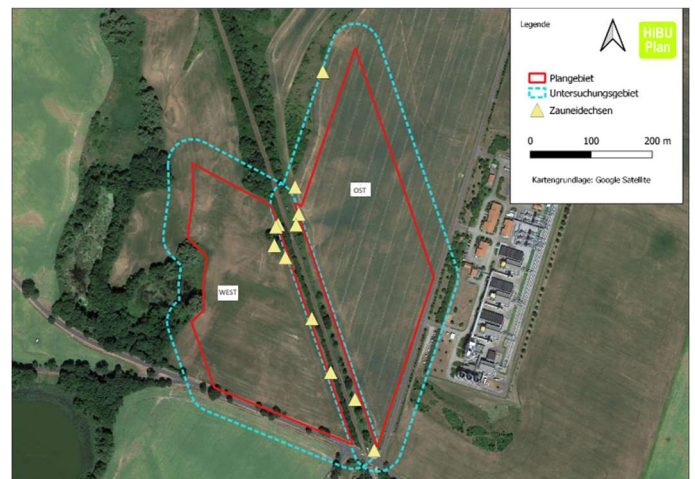 Legende
HiBU
Plan
Plangebiet
Untersuchungsgebiet
Zauneidechsen
0 100 200 m
Kartengrundlage: Google Satellite
OST
WEST